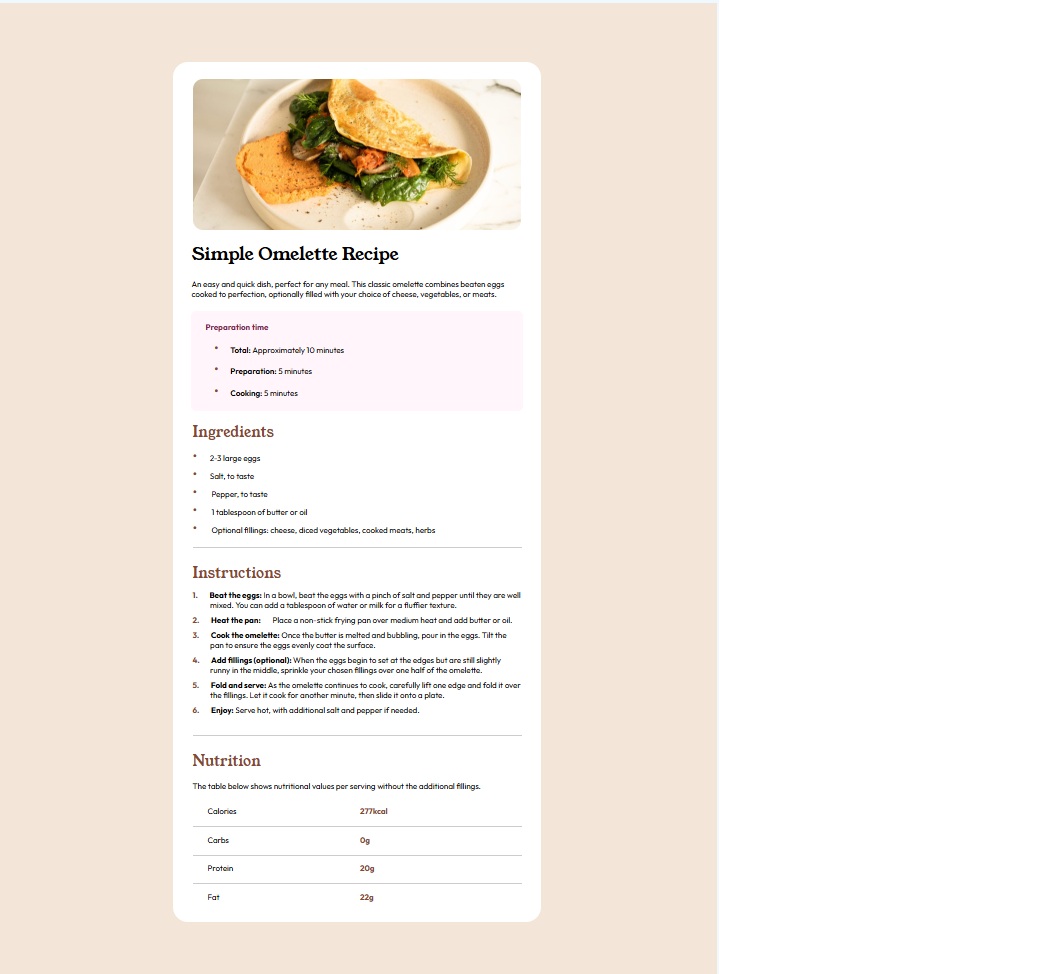 Simple Omelette Recipe
An easy and quick dish, perfect for any meal. This classic omelette combines beaten eggs
cooked to perfection, optionally filled with your choice of cheese, vegetables, or meats.
Preparation time
• Total: Approximately 10 minutes
• Preparation: 5 minutes
• Cooking: 5 minutes
Ingredients
• 2-3 large eggs
• Salt, to taste
• Pepper, to taste
• 1 tablespoon of butter or oil
• Optional fillings: cheese, diced vegetables, cooked meats, herbs
Instructions
1. Beat the eggs: In a bowl, beat the eggs with a pinch of salt and pepper until they are well
mixed. You can add a tablespoon of water or milk for a fluffier texture.
2. Heat the pan: Place a non-stick frying pan over medium heat and add butter or oil.
3. Cook the omelette: Once the butter is melted and bubbling, pour in the eggs. Tilt the
pan to ensure the eggs evenly coat the surface.
4. Add fillings (optional): When the eggs begin to set at the edges but are still slightly
runny in the middle, sprinkle your chosen fillings over one half of the omelette.
5. Fold and serve: As the omelette continues to cook, carefully lift one edge and fold it over
the fillings. Let it cook for another minute, then slide it onto a plate.
6. Enjoy: Serve hot, with additional salt and pepper if needed.
Nutrition
The table below shows nutritional values per serving without the additional fillings.
Calories 277kcal
Carbs 0g
Protein 20g
Fat 22g